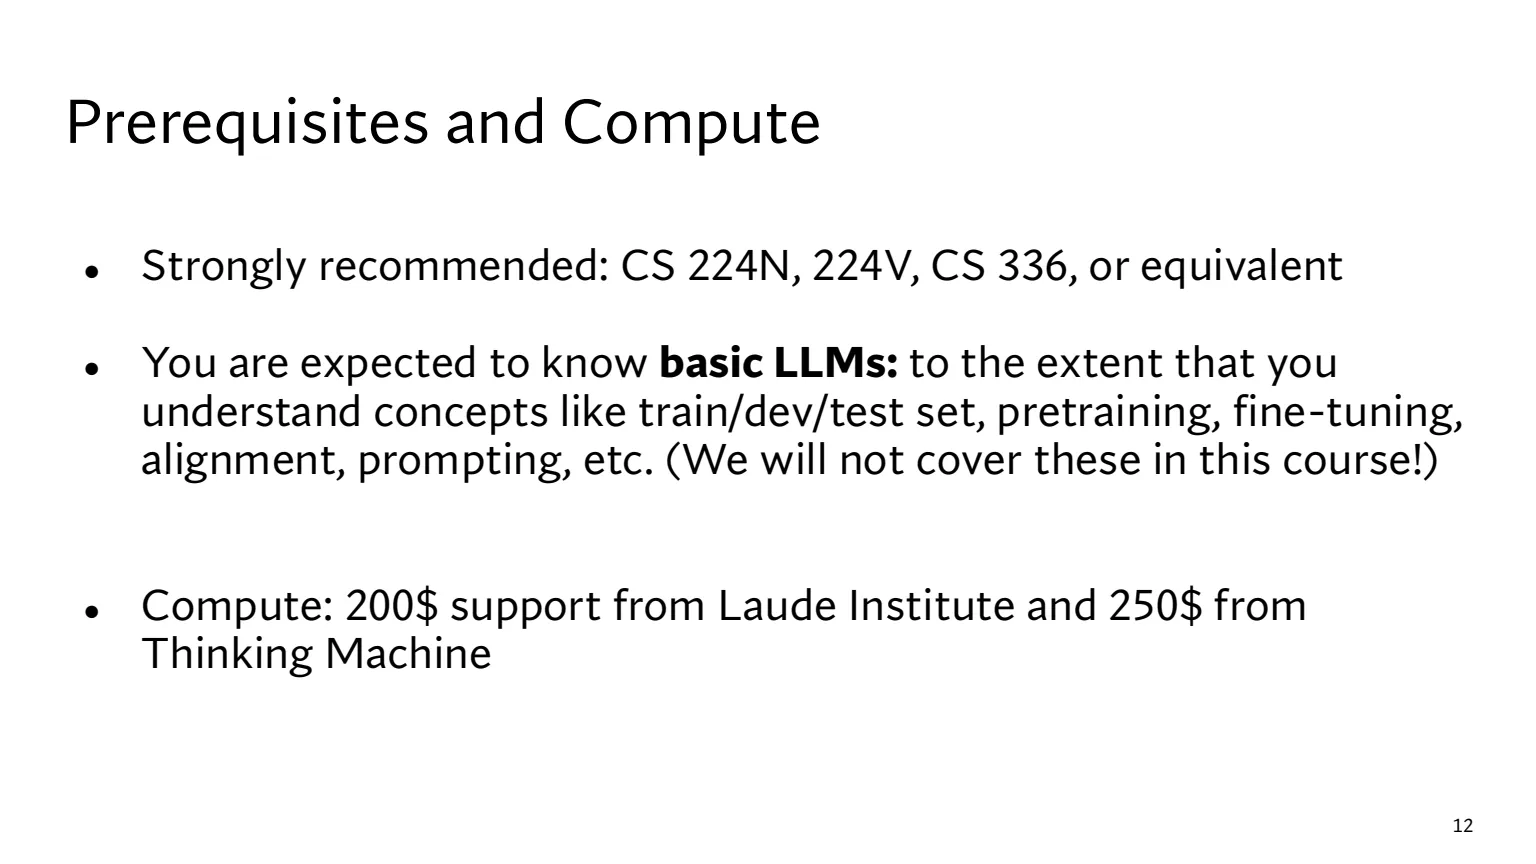 Prerequisites and Compute
● Strongly recommended: CS 224N, 224V, CS 336, or equivalent
● You are expected to know basic LLMs: to the extent that you
understand concepts like train/dev/test set, pretraining, fine-tuning,
alignment, prompting, etc. (We will not cover these in this course!)
● Compute: 200$ support from Laude Institute and 250$ from
Thinking Machine
12